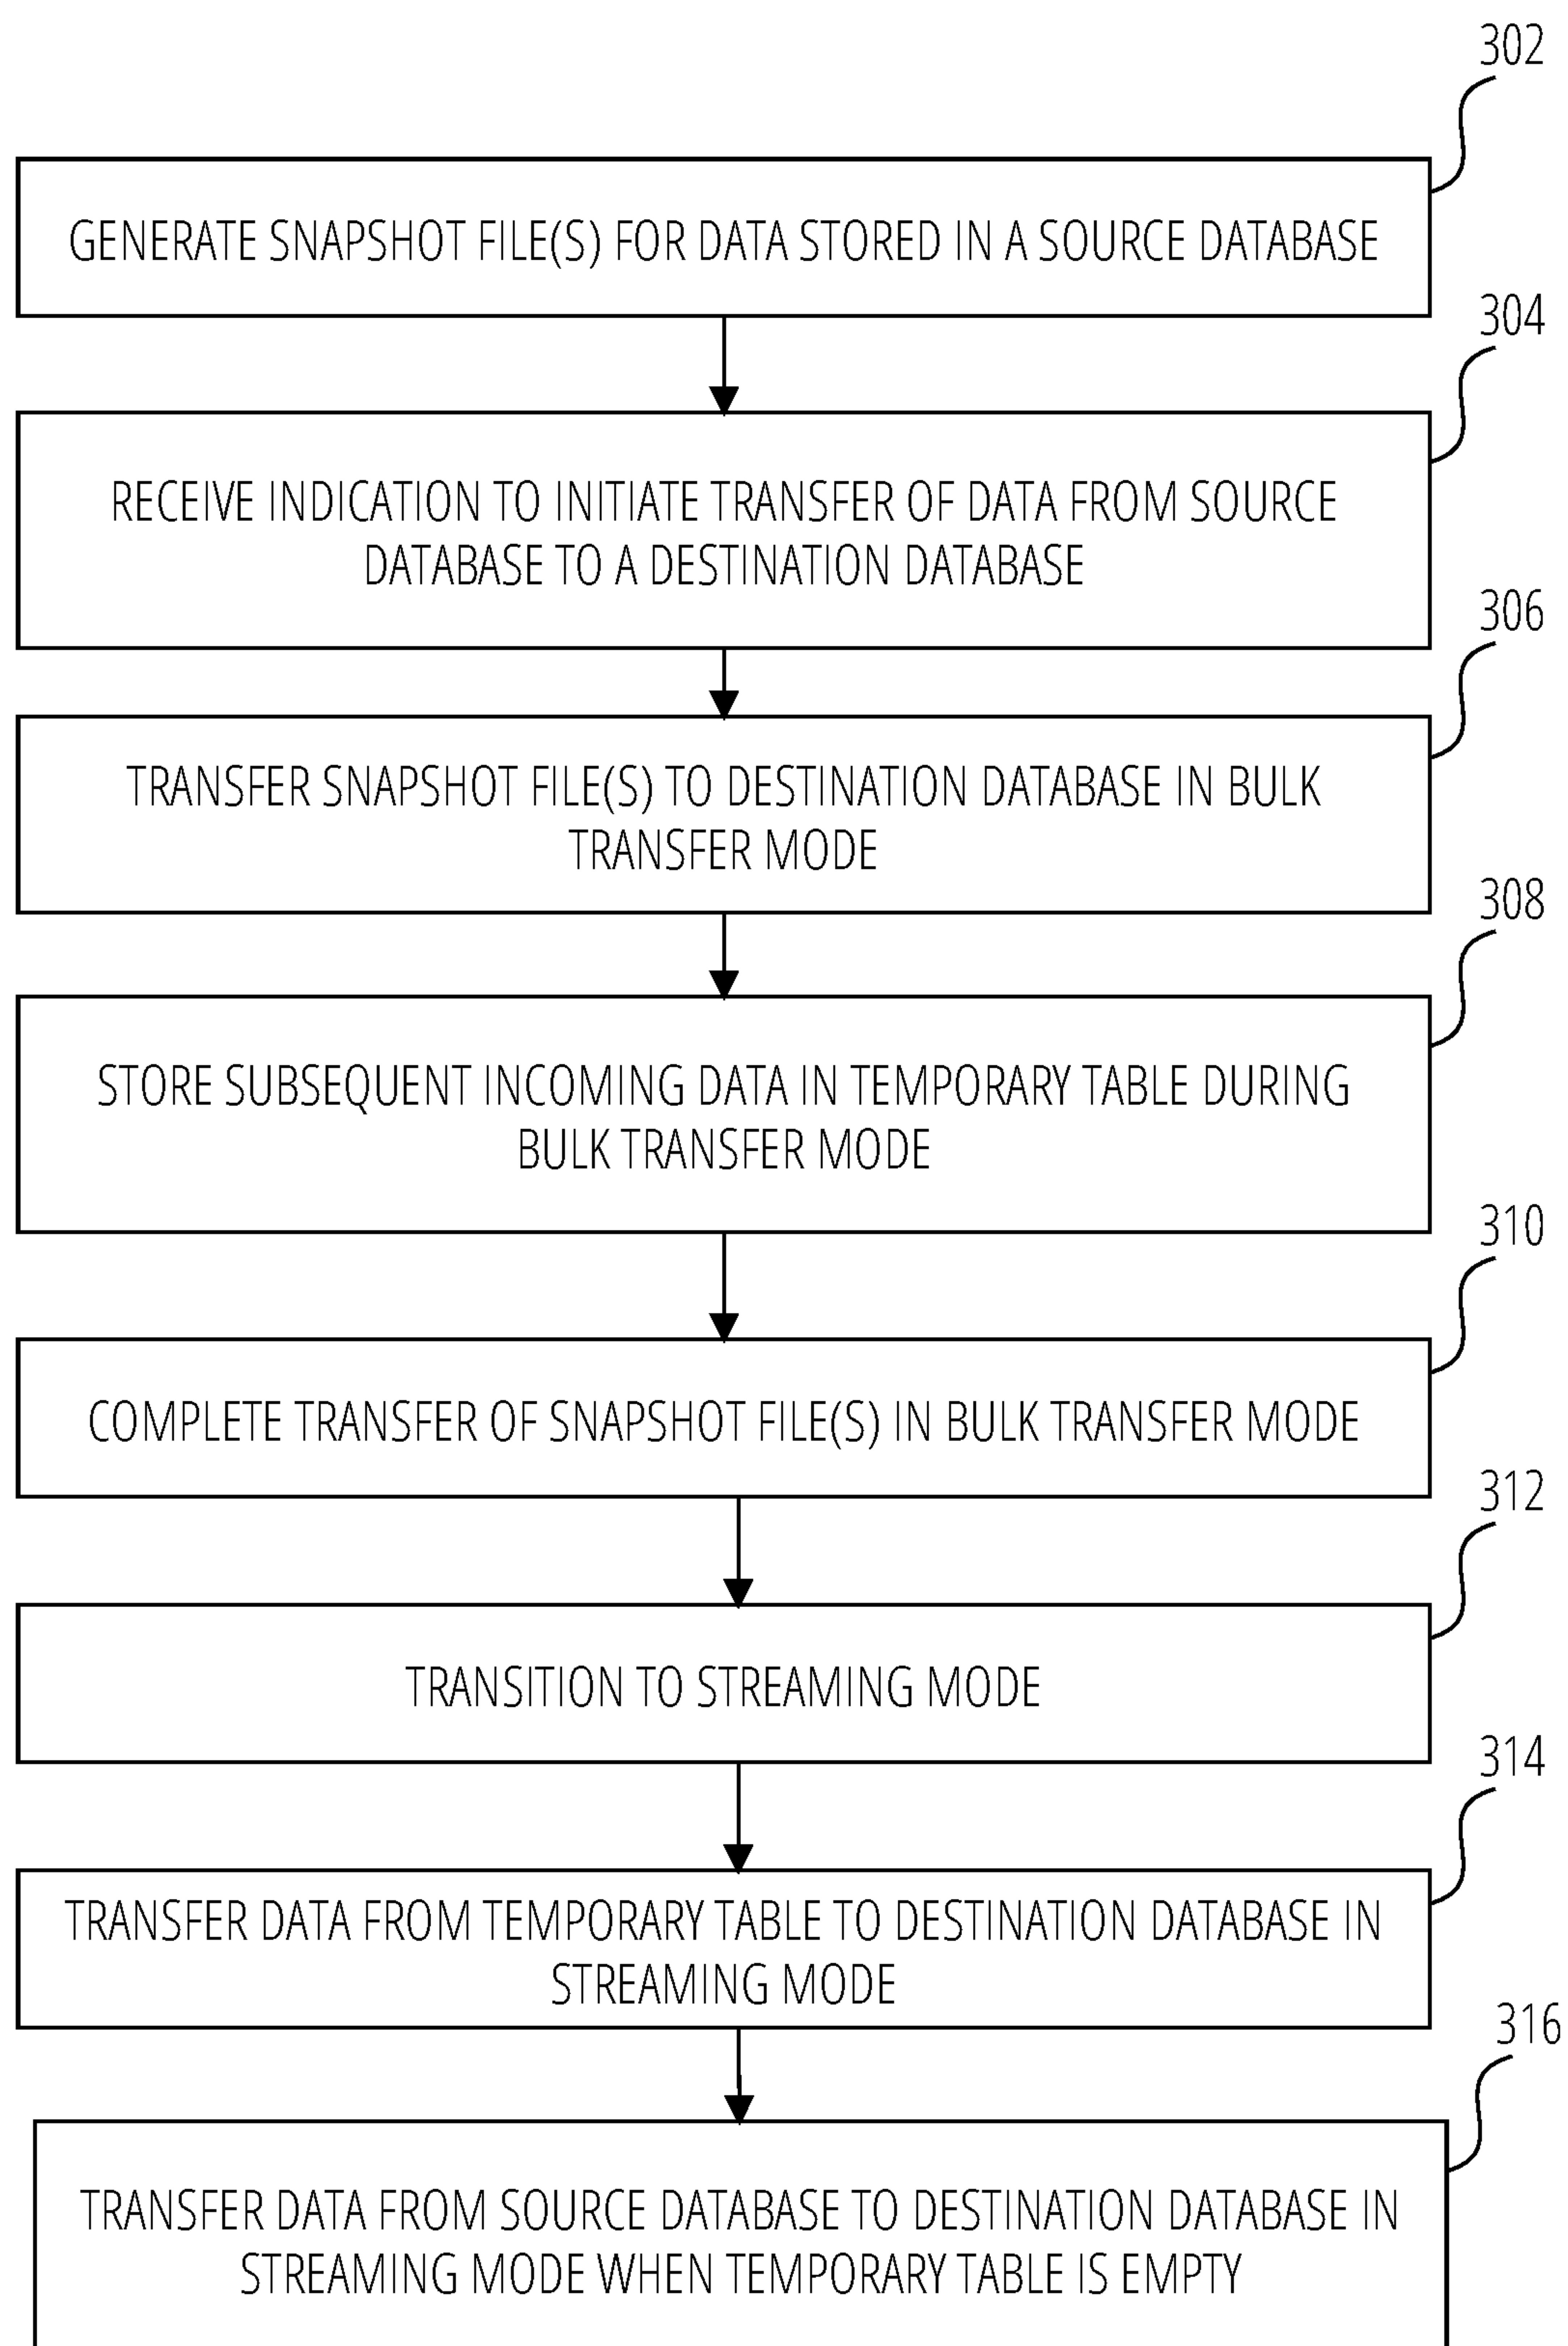 302
GENERATE SNAPSHOT FILE(S) FOR DATA STORED IN A SOURCE DATABASE
304
RECEIVE INDICATION TO INITIATE TRANSFER OF DATA FROM SOURCE
DATABASE TO A DESTINATION DATABASE
306
TRANSFER SNAPSHOT FILE(S) TO DESTINATION DATABASE IN BULK
TRANSFER MODE
308
STORE SUBSEQUENT INCOMING DATA IN TEMPORARY TABLE DURING
BULK TRANSFER MODE
310
COMPLETE TRANSFER OF SNAPSHOT FILE(S) IN BULK TRANSFER MODE
312
TRANSITION TO STREAMING MODE
314
TRANSFER DATA FROM TEMPORARY TABLE TO DESTINATION DATABASE IN
STREAMING MODE
316
TRANSFER DATA FROM SOURCE DATABASE TO DESTINATION DATABASE IN
STREAMING MODE WHEN TEMPORARY TABLE IS EMPTY